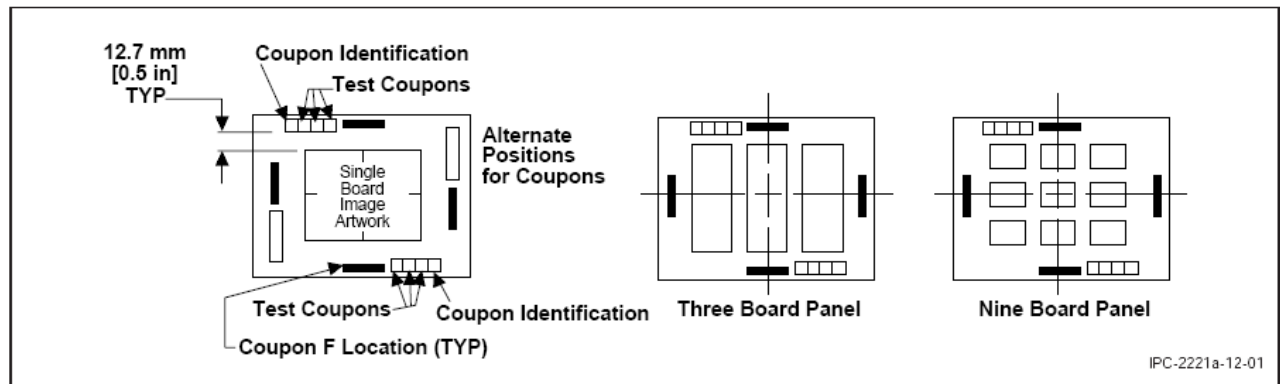 12.7 mm
[0.5 in]
TYP
Coupon Identification
Test Coupons
Alternate
Positions
for Coupons
Single
Board
Image
Artwork
Test Coupons
Coupon Identification
Coupon F Location (TYP)
Three Board Panel
Nine Board Panel
IPC-2221a-12-01